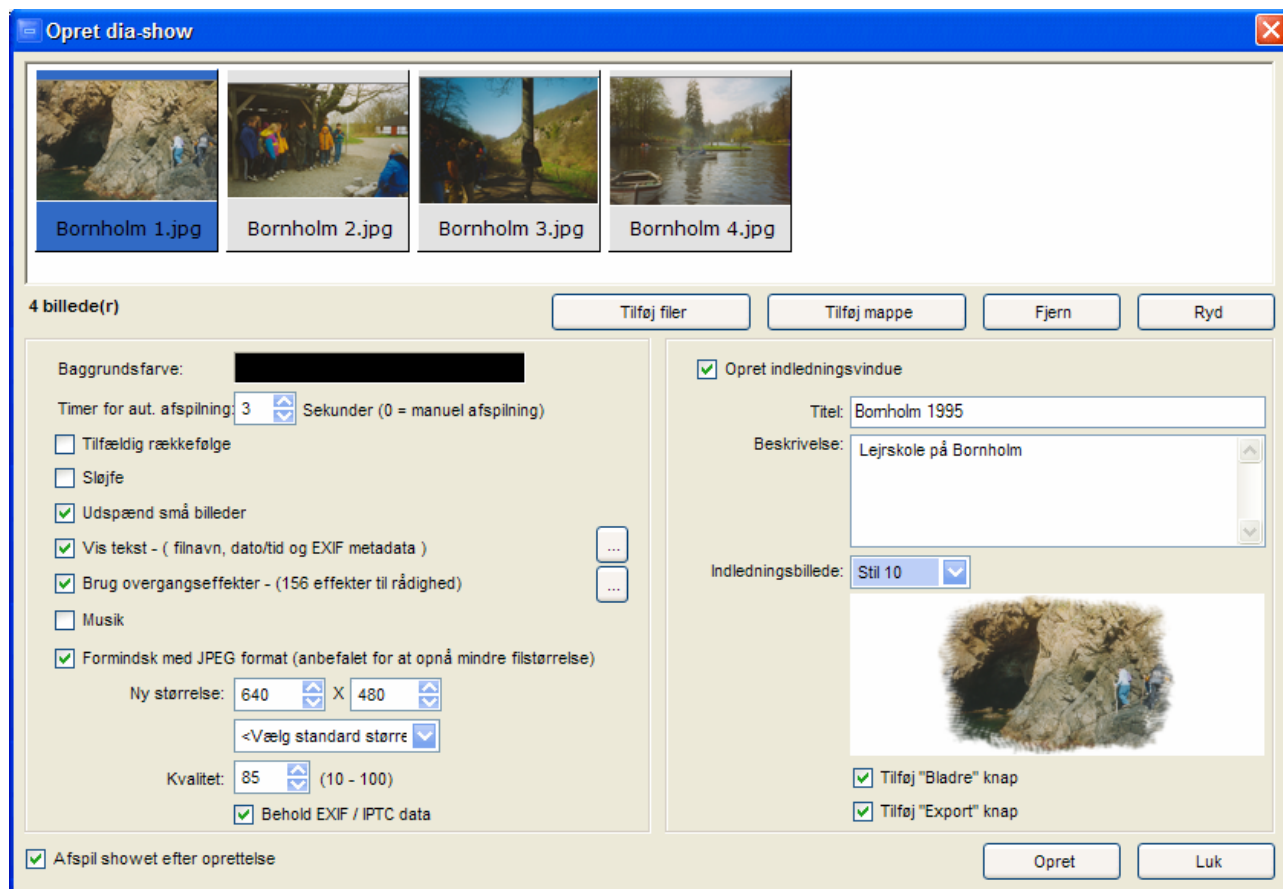 Opret dia-show
Bornholm 1.jpg Bornholm 2.jpg Bornholm 3.jpg Bornholm 4.jpg
4 billede(r)
Tilføj filer Tilføj mappe Fjern Ryd
Baggrundsfarve:
Timer for aut. afspilning: 3 Sekunder (0 = manuel afspilning)
Tilfældig rækkefølge
Sløjfe
Udspænd små billeder
Vis tekst - ( filnavn, dato/tid og EXIF metadata ) ...
Brug overgangseffekter - (156 effekter til rådighed) ...
Musik
Formindsk med JPEG format (anbefalet for at opnå mindre filstørrelse)
Ny størrelse: 640 X 480
<Vælg standard større
Kvalitet: 85 (10 - 100)
Behold EXIF / IPTC data
Opret indledningsvindue
Titel: Bornholm 1995
Beskrivelse: Lejrskole på Bornholm
Indledningsbillede: Stil 10
Tilføj "Bladre" knap
Tilføj "Export" knap
Afspil showet efter oprettelse
Opret Luk